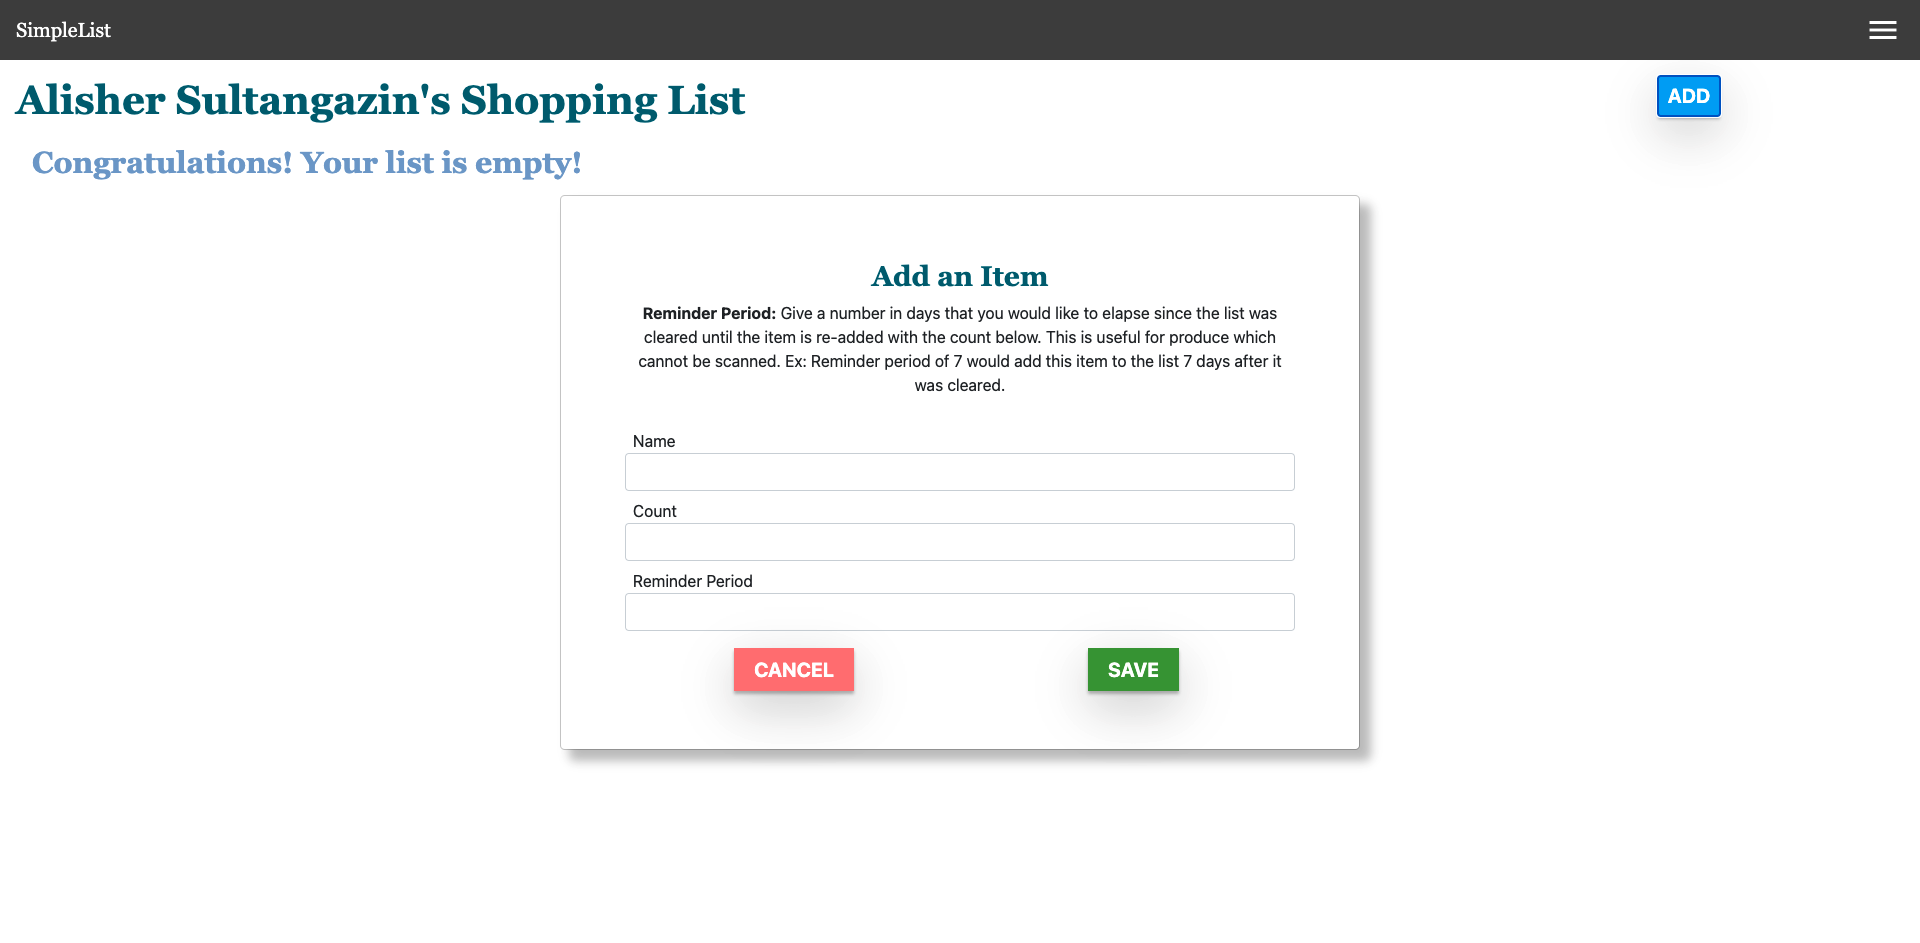 SimpleList
Alisher Sultangazin's Shopping List
ADD
Congratulations! Your list is empty!
Add an Item
Reminder Period: Give a number in days that you would like to elapse since the list was
cleared until the item is re-added with the count below. This is useful for produce which
cannot be scanned. Ex: Reminder period of 7 would add this item to the list 7 days after it
was cleared.
Name
Count
Reminder Period
CANCEL
SAVE